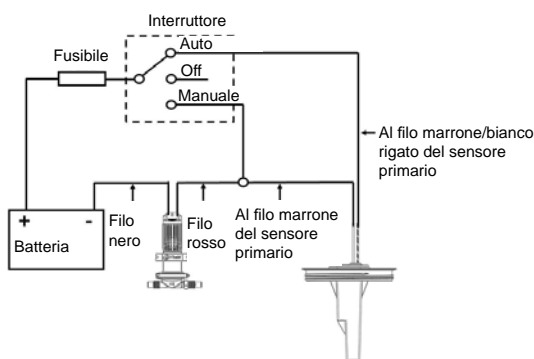 Interruttore
Fusibile
Auto
Off
Manuale
Al filo marrone/bianco
rigato del sensore
primario
+
-
Batteria
Filo
nero
Filo
rosso
Al filo marrone
del sensore
primario